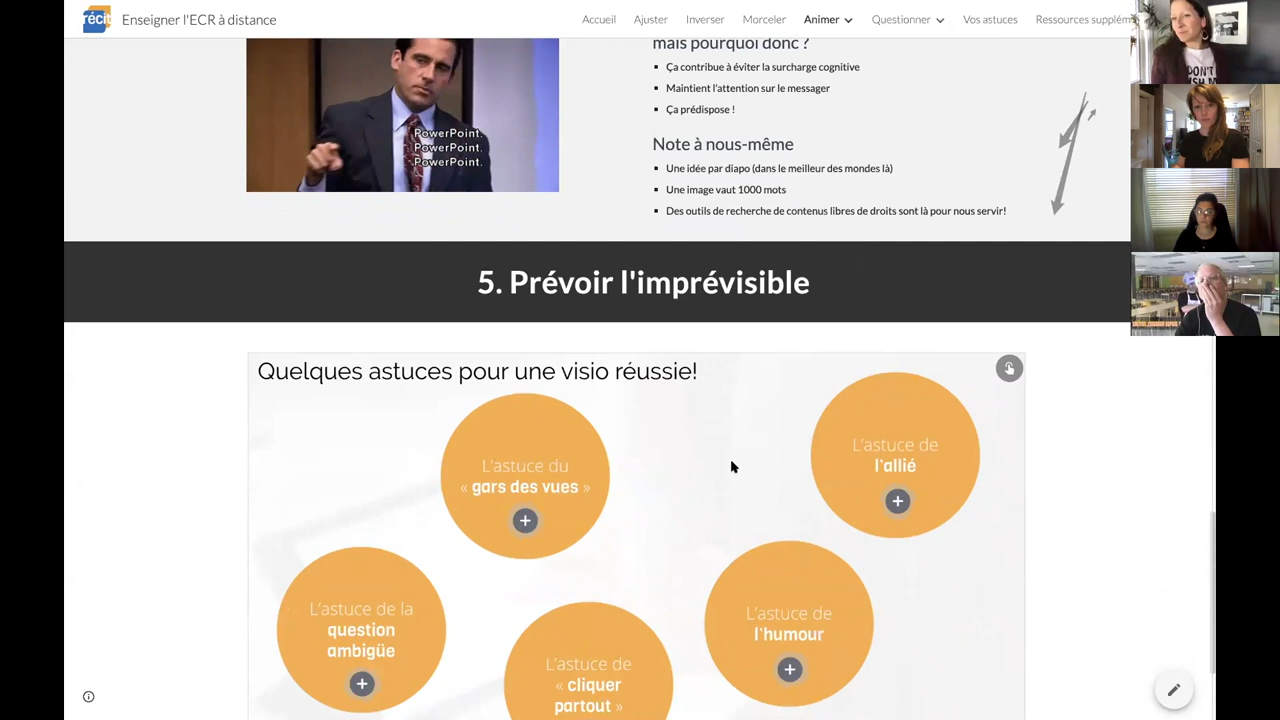 récit
Enseigner l'ECR à distance
Accueil
Ajuster
Inverser
Morceler
Animer
Questionner
Vos astuces
Ressources supplém
mais pourquoi donc ?
Ça contribue à éviter la surcharge cognitive
Maintient l'attention sur le messager
Ça prédispose !
PowerPoint.
PowerPoint.
PowerPoint.
Note à nous-même
Une idée par diapo (dans le meilleur des mondes là)
Une image vaut 1000 mots
Des outils de recherche de contenus libres de droits sont là pour nous servir!
5. Prévoir l'imprévisible
Quelques astuces pour une visio réussie!
L'astuce du
« gars des vues »
L'astuce de
l'allié
L'astuce de la
question
ambigüe
L'astuce de
« cliquer
partout »
L'astuce de
l'humour